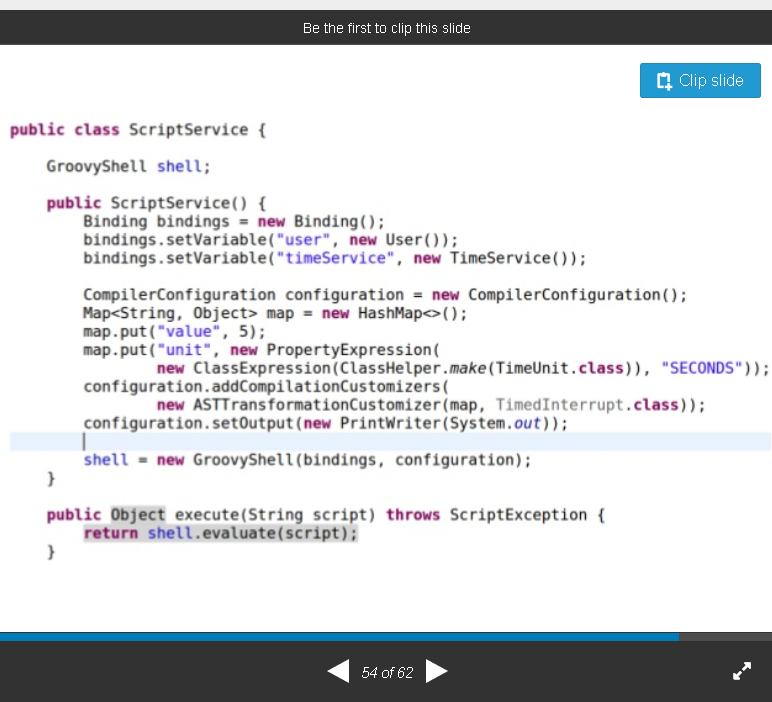 Be the first to clip this slide
Clip slide
public class ScriptService {
GroovyShell shell;
public ScriptService() {
Binding bindings = new Binding();
bindings.setVariable("user", new User());
bindings.setVariable("timeService", new TimeService());
CompilerConfiguration configuration = new CompilerConfiguration();
Map<String, Object> map = new HashMap<>();
map.put("value", 5);
map.put("unit", new PropertyExpression(
new ClassExpression(ClassHelper.make(TimeUnit.class)), "SECONDS"));
configuration.addCompilationCustomizers(
new ASTTransformationCustomizer(map, TimedInterrupt.class));
configuration.setOutput(new PrintWriter(System.out));
shell = new GroovyShell(bindings, configuration);
}
public Object execute(String script) throws ScriptException {
return shell.evaluate(script);
}
54 of 62